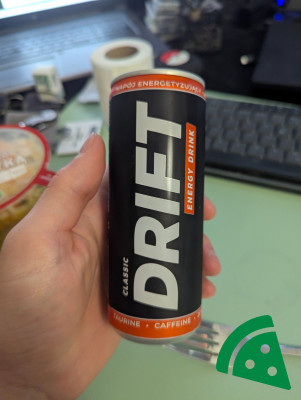 NAPÓJ ENERGETYZUJĄCY
CLASSIC
DRIFT
ENERGY DRINK
TAURINE • CAFFEINE •